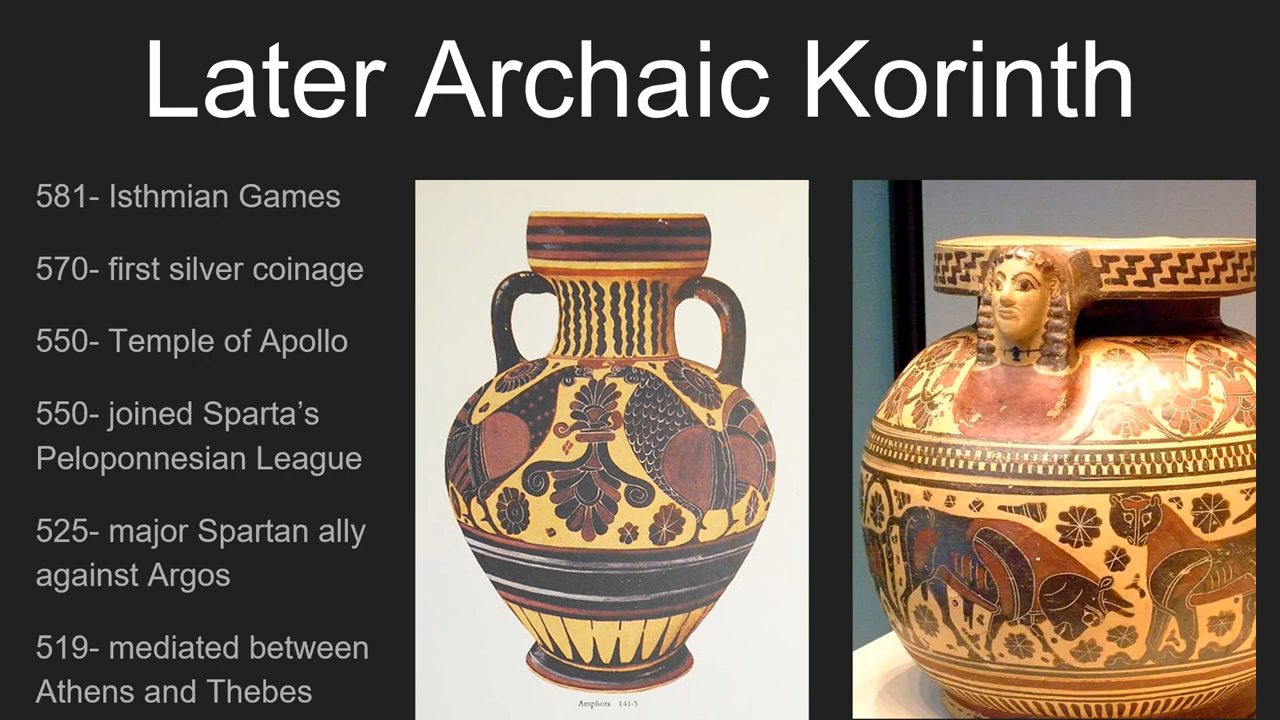 Later Archaic Korinth
581- Isthmian Games
570- first silver coinage
550- Temple of Apollo
550- joined Sparta’s
Peloponnesian League
525- major Spartan ally
against Argos
519- mediated between
Athens and Thebes
Amphora 141-5